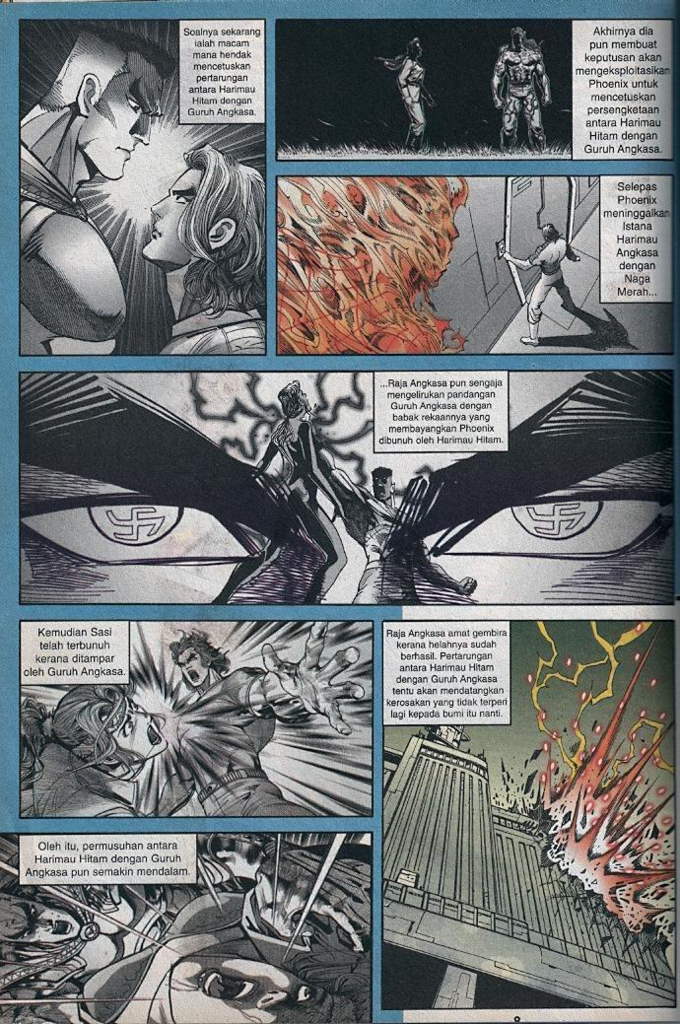 Soalnya sekarang
ialah macam
mana hendak
mencetuskan
pertarungan
antara Harimau
Hitam dengan
Guruh Angkasa.
Akhirnya dia
pun membuat
keputusan akan
mengeksploitasikan
Phoenix untuk
mencetuskan
persengketaan
antara Harimau
Hitam dengan
Guruh Angkasa.
Selepas
Phoenix
meninggalkan
Istana
Harimau
Angkasa
dengan
Naga
Merah...
...Raja Angkasa pun sengaja
mengelirukan pandangan
Guruh Angkasa dengan
babak rekaannya yang
membayangkan Phoenix
dibunuh oleh Harimau Hitam.
Kemudian Sasi
telah terbunuh
kerana ditampar
oleh Guruh Angkasa.
Raja Angkasa amat gembira
kerana helahnya sudah
berhasil. Pertarungan
antara Harimau Hitam
dengan Guruh Angkasa
tentu akan mendatangkan
kerosakan yang tidak terperi
lagi kepada bumi itu nanti.
Oleh itu, permusuhan antara
Harimau Hitam dengan Guruh
Angkasa pun semakin mendalam.